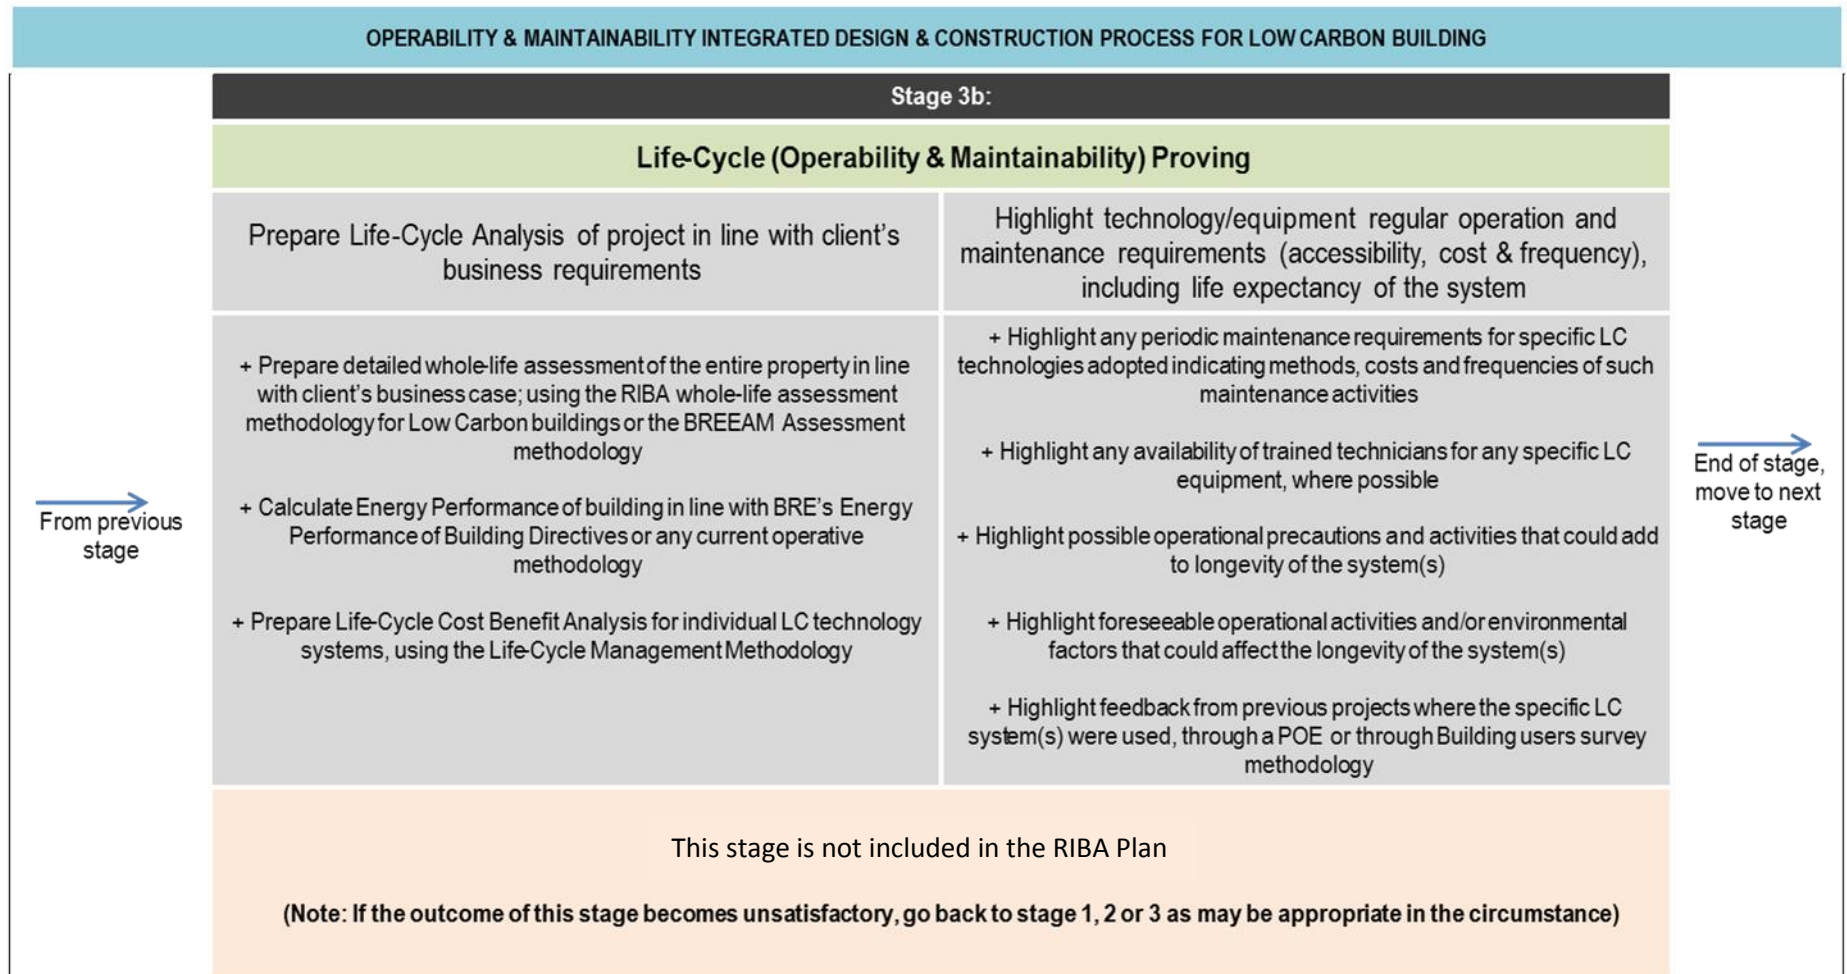 OPERABILITY & MAINTAINABILITY INTEGRATED DESIGN & CONSTRUCTION PROCESS FOR LOW CARBON BUILDING
Stage 3b:
Life-Cycle (Operability & Maintainability) Proving
From previous
stage
Prepare Life-Cycle Analysis of project in line with client’s
business requirements
+ Prepare detailed whole-life assessment of the entire property in line
with client’s business case; using the RIBA whole-life assessment
methodology for Low Carbon buildings or the BREEAM Assessment
methodology
+ Calculate Energy Performance of building in line with BRE’s Energy
Performance of Building Directives or any current operative
methodology
+ Prepare Life-Cycle Cost Benefit Analysis for individual LC technology
systems, using the Life-Cycle Management Methodology
Highlight technology/equipment regular operation and
maintenance requirements (accessibility, cost & frequency),
including life expectancy of the system
+ Highlight any periodic maintenance requirements for specific LC
technologies adopted indicating methods, costs and frequencies of such
maintenance activities
+ Highlight any availability of trained technicians for any specific LC
equipment, where possible
+ Highlight possible operational precautions and activities that could add
to longevity of the system(s)
+ Highlight foreseeable operational activities and/or environmental
factors that could affect the longevity of the system(s)
+ Highlight feedback from previous projects where the specific LC
system(s) were used, through a POE or through Building users survey
methodology
End of stage,
move to next
stage
This stage is not included in the RIBA Plan
(Note: If the outcome of this stage becomes unsatisfactory, go back to stage 1, 2 or 3 as may be appropriate in the circumstance)